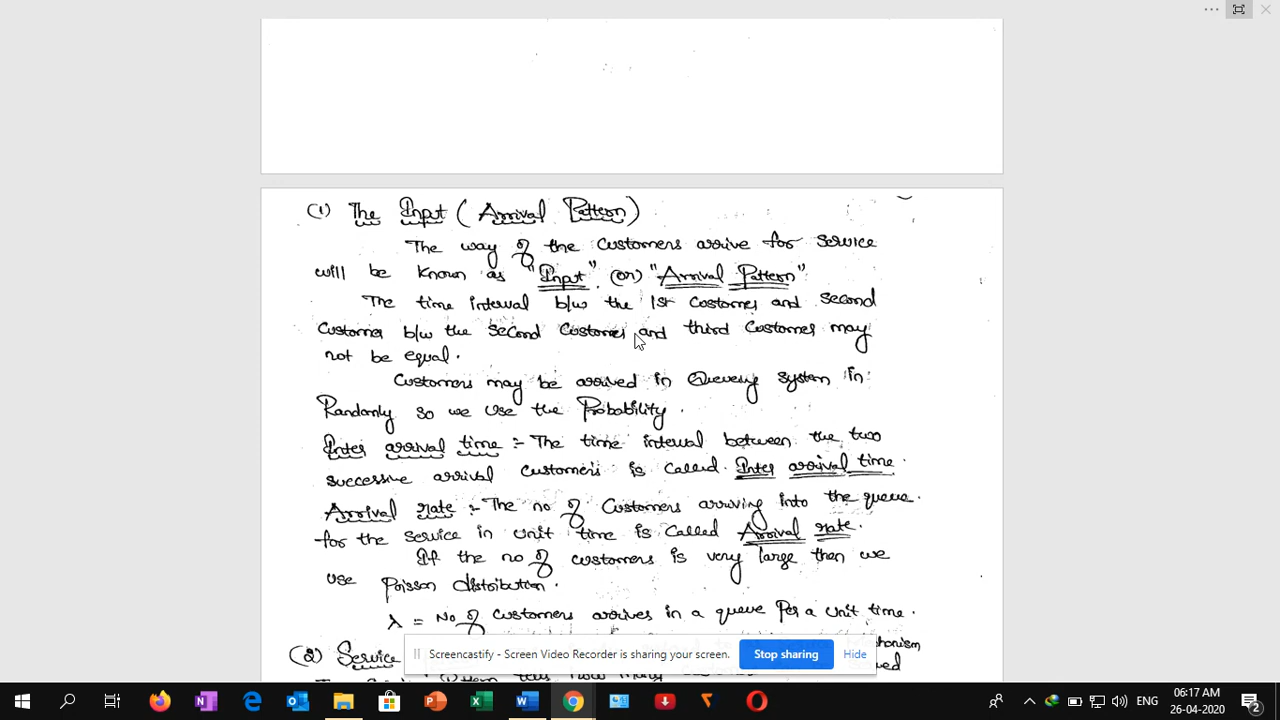 (1) The Input (Arrival Pattern)
The way of the Customers arrive for service
will be known as "Input". (or) "Arrival Pattern"
The time interval b/w the 1st Customer and second
Customer b/w the second Customer and third Customer may
not be equal.
Customers may be arrived in Queuery system in
Randonly so we use the Probability.
Inter arrival time :- The time interval between the two
successive arrival customers is called Inter arrival time.
Arrival rate :- The no of Customers arriving into the queue.
for the service in unit time is called Arrival rate.
If the no of customers is very large then we
use Poisson distribution.
λ = No of customers arrives in a queue Per a unit time.
(2) Service
Screencastify - Screen Video Recorder is sharing your screen.
Stop sharing
Hide
ENG
06:17 AM
26-04-2020
2